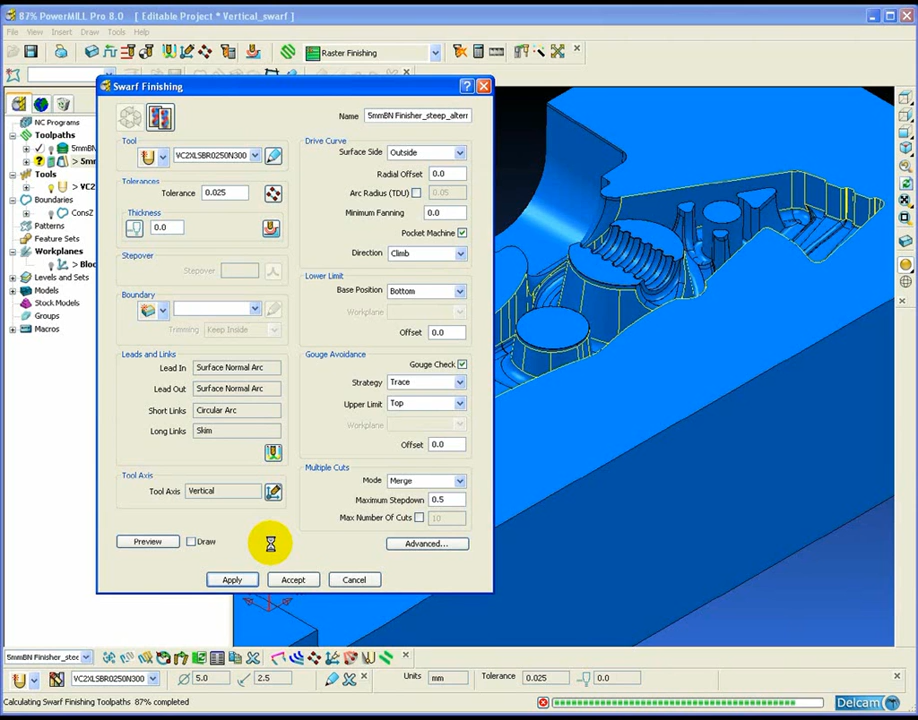 87% PowerMILL Pro 8.0 [ Editable Project * Vertical_swarf ]
File View Insert Draw Tools Help
Raster Finishing
Swarf Finishing
NC Programs
Toolpaths
5mmBN
> 5mm
Tools
> VC2
Boundaries
ConsZ
Patterns
Feature Sets
Workplanes
> Bloc
Levels and Sets
Models
Stock Models
Groups
Macros
Name 5mmBN Finisher_steep_altern
Tool
VC2XLSBR0250N300
Tolerances
Tolerance 0.025
Thickness
0.0
Stepover
Stepover
Boundary
Trimming Keep Inside
Leads and Links
Lead In Surface Normal Arc
Lead Out Surface Normal Arc
Short Links Circular Arc
Long Links Skim
Tool Axis
Tool Axis Vertical
Preview Draw
Drive Curve
Surface Side Outside
Radial Offset 0.0
Arc Radius (TDU) 0.05
Minimum Fanning 0.0
Pocket Machine
Direction Climb
Lower Limit
Base Position Bottom
Workplane
Offset 0.0
Gouge Avoidance
Gouge Check
Strategy Trace
Upper Limit Top
Workplane
Offset 0.0
Multiple Cuts
Mode Merge
Maximum Stepdown 0.5
Max Number Of Cuts 10
Advanced...
Apply Accept Cancel
5mmBN Finisher_stee
VC2XLSBR0250N300 5.0 2.5 Units mm Tolerance 0.025 0.0
Calculating Swarf Finishing Toolpaths 87% completed
Delcam